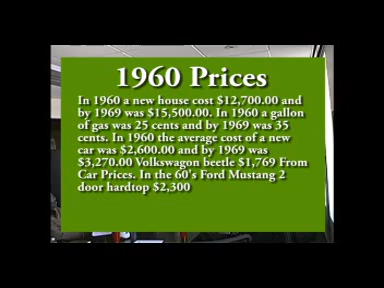 1960 Prices
In 1960 a new house cost $12,700.00 and
by 1969 was $15,500.00. In 1960 a gallon
of gas was 25 cents and by 1969 was 35
cents. In 1960 the average cost of a new
car was $2,600.00 and by 1969 was
$3,270.00 Volkswagon beetle $1,769 From
Car Prices. In the 60's Ford Mustang 2
door hardtop $2,300